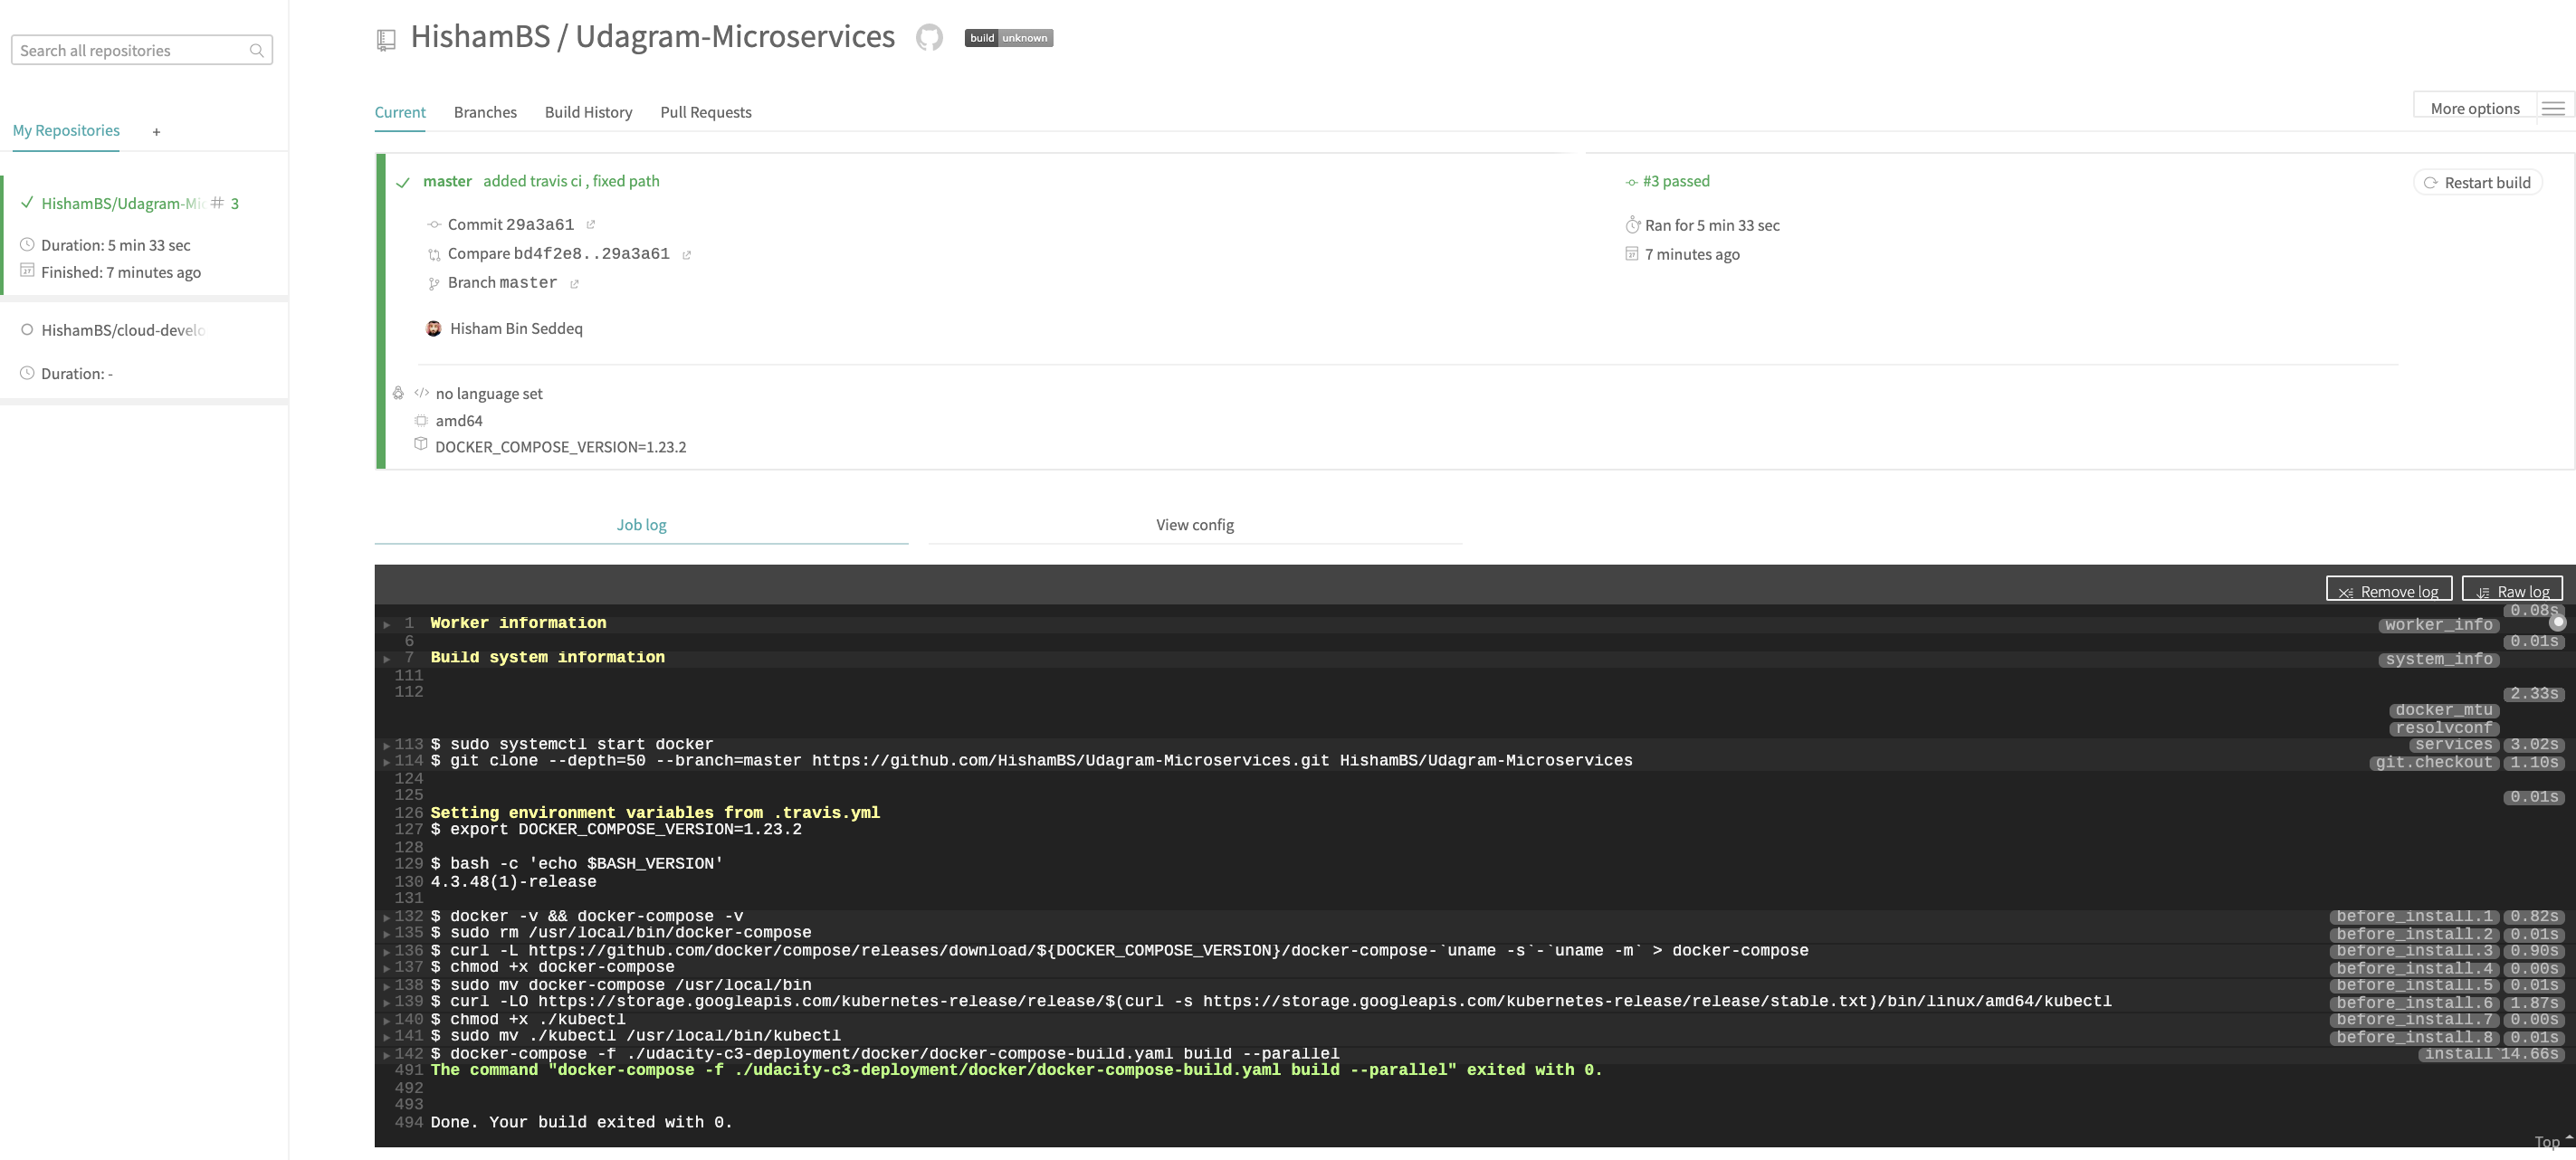 Search all repositories
My Repositories +
HishamBS/Udagram-Mic # 3
Duration: 5 min 33 sec
Finished: 7 minutes ago
HishamBS/cloud-develo
Duration: -
HishamBS / Udagram-Microservices build unknown
Current Branches Build History Pull Requests More options
master added travis ci , fixed path
Commit 29a3a61
Compare bd4f2e8..29a3a61
Branch master
Hisham Bin Seddeq
#3 passed
Ran for 5 min 33 sec
7 minutes ago
Restart build
no language set
amd64
DOCKER_COMPOSE_VERSION=1.23.2
Job log View config
Remove log Raw log
0.08s
1 Worker information worker_info
6 0.01s
7 Build system information system_info
111
112 2.33s
docker_mtu
resolvconf
113 $ sudo systemctl start docker services 3.02s
114 $ git clone --depth=50 --branch=master https://github.com/HishamBS/Udagram-Microservices.git HishamBS/Udagram-Microservices git.checkout 1.10s
124
125 0.01s
126 Setting environment variables from .travis.yml
127 $ export DOCKER_COMPOSE_VERSION=1.23.2
128
129 $ bash -c 'echo $BASH_VERSION'
130 4.3.48(1)-release
131
132 $ docker -v && docker-compose -v before_install.1 0.82s
135 $ sudo rm /usr/local/bin/docker-compose before_install.2 0.01s
136 $ curl -L https://github.com/docker/compose/releases/download/${DOCKER_COMPOSE_VERSION}/docker-compose-`uname -s`-`uname -m` > docker-compose before_install.3 0.90s
137 $ chmod +x docker-compose before_install.4 0.00s
138 $ sudo mv docker-compose /usr/local/bin before_install.5 0.01s
139 $ curl -LO https://storage.googleapis.com/kubernetes-release/release/$(curl -s https://storage.googleapis.com/kubernetes-release/release/stable.txt)/bin/linux/amd64/kubectl before_install.6 1.87s
140 $ chmod +x ./kubectl before_install.7 0.00s
141 $ sudo mv ./kubectl /usr/local/bin/kubectl before_install.8 0.01s
142 $ docker-compose -f ./udacity-c3-deployment/docker/docker-compose-build.yaml build --parallel install 14.66s
491 The command "docker-compose -f ./udacity-c3-deployment/docker/docker-compose-build.yaml build --parallel" exited with 0.
492
493
494 Done. Your build exited with 0.
Top